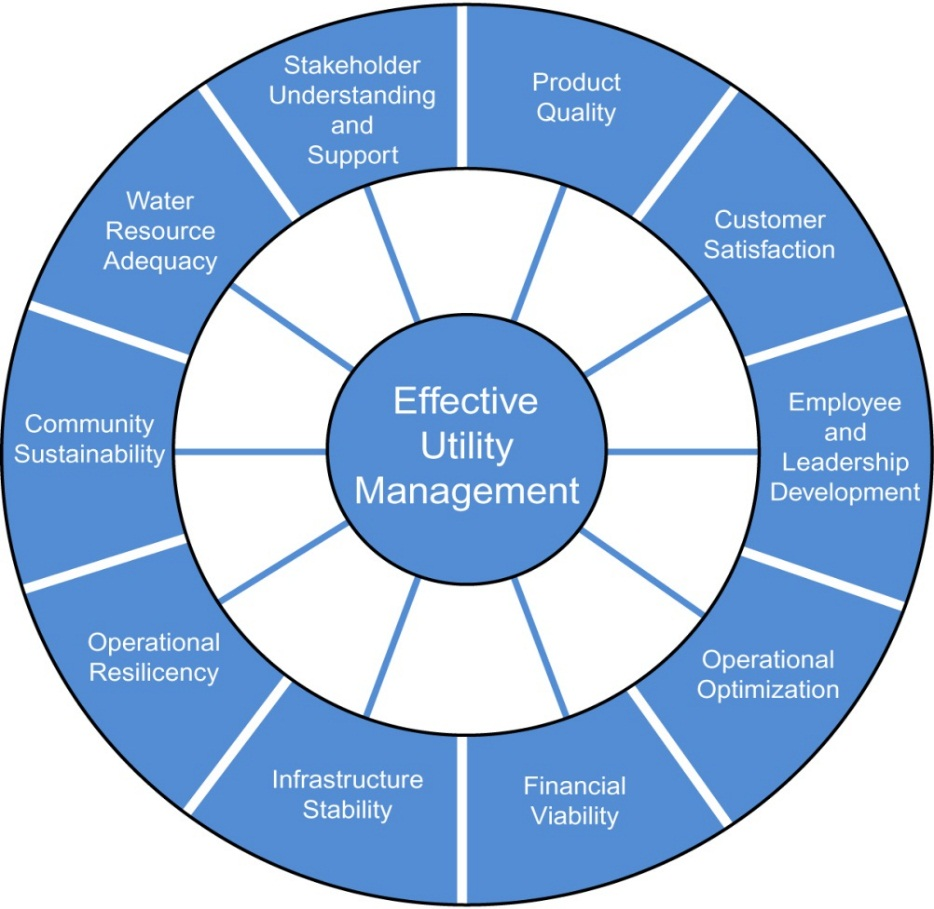 Stakeholder
Understanding
and
Support
Product
Quality
Customer
Satisfaction
Employee
and
Leadership
Development
Operational
Optimization
Financial
Viability
Infrastructure
Stability
Operational
Resilicency
Community
Sustainability
Water
Resource
Adequacy
Effective
Utility
Management